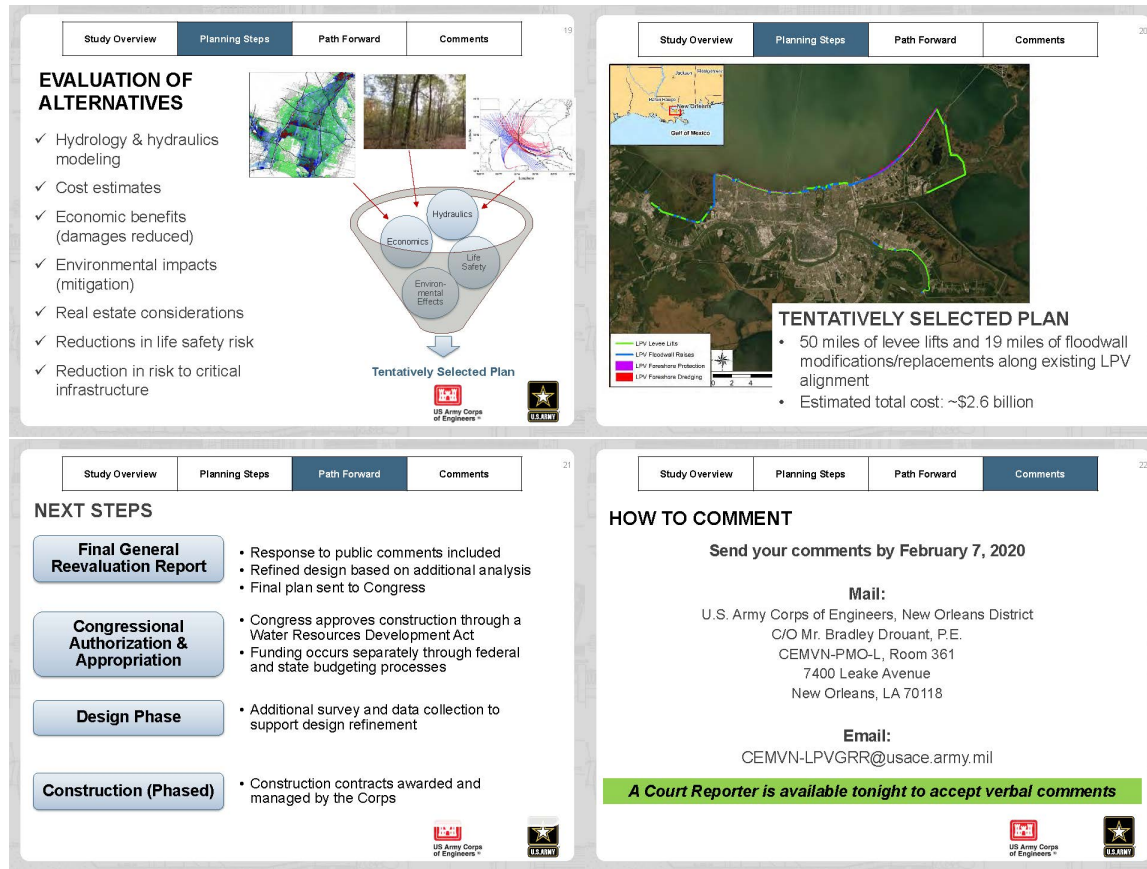 19
Study Overview
Planning Steps
Path Forward
Comments
EVALUATION OF
ALTERNATIVES
✓ Hydrology & hydraulics
modeling
✓ Cost estimates
✓ Economic benefits
(damages reduced)
✓ Environmental impacts
(mitigation)
✓ Real estate considerations
✓ Reductions in life safety risk
✓ Reduction in risk to critical
infrastructure
Hydraulics
Economics
Life
Safety
Environ-
mental
Effects
Tentatively Selected Plan
US Army Corps
of Engineers ®
U.S.ARMY
20
Study Overview
Planning Steps
Path Forward
Comments
Jackson
New Orleans
Gulf of Mexico
LPV Levee Lifts
LPV Floodwall Raises
LPV Foreshore Protection
LPV Foreshore Dredging
0 2 4
TENTATIVELY SELECTED PLAN
• 50 miles of levee lifts and 19 miles of floodwall
modifications/replacements along existing LPV
alignment
• Estimated total cost: ~$2.6 billion
21
Study Overview
Planning Steps
Path Forward
Comments
NEXT STEPS
Final General
Reevaluation Report
• Response to public comments included
• Refined design based on additional analysis
• Final plan sent to Congress
Congressional
Authorization &
Appropriation
• Congress approves construction through a
Water Resources Development Act
• Funding occurs separately through federal
and state budgeting processes
Design Phase
• Additional survey and data collection to
support design refinement
Construction (Phased)
• Construction contracts awarded and
managed by the Corps
US Army Corps
of Engineers ®
U.S.ARMY
22
Study Overview
Planning Steps
Path Forward
Comments
HOW TO COMMENT
Send your comments by February 7, 2020
Mail:
U.S. Army Corps of Engineers, New Orleans District
C/O Mr. Bradley Drouant, P.E.
CEMVN-PMO-L, Room 361
7400 Leake Avenue
New Orleans, LA 70118
Email:
CEMVN-LPVGRR@usace.army.mil
A Court Reporter is available tonight to accept verbal comments
US Army Corps
of Engineers ®
U.S.ARMY